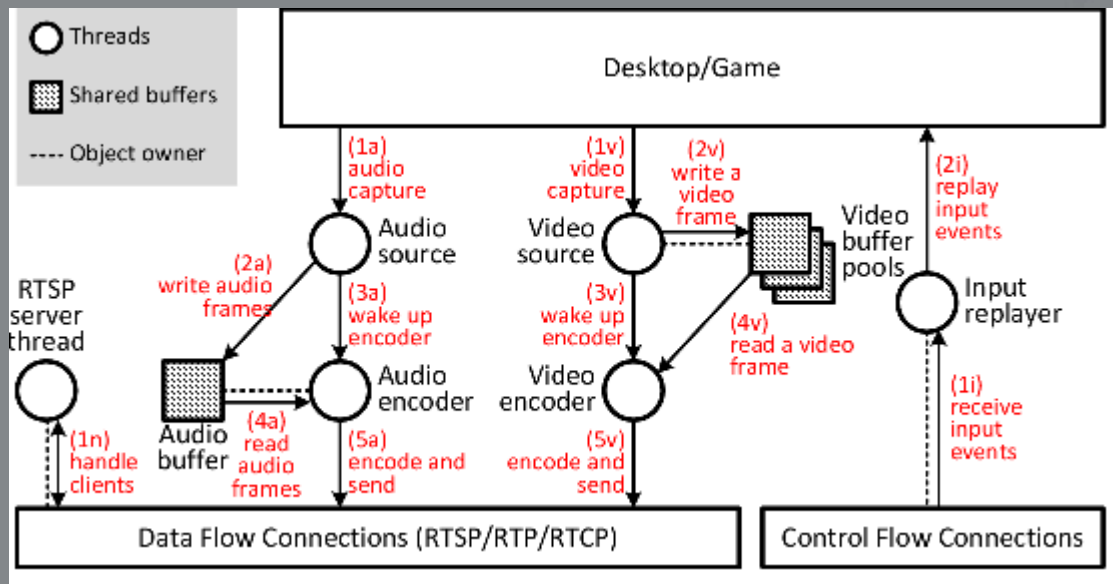 Threads
Shared buffers
Object owner
Desktop/Game
(1a)
audio
capture
(1v)
video
capture
(2v)
write a
video
frame
(2i)
replay
input
events
Audio
source
Video
source
Video
buffer
pools
Input
replayer
(2a)
write audio
frames
(3a)
wake up
encoder
(3v)
wake up
encoder
(4v)
read a video
frame
RTSP
server
thread
Audio
encoder
Video
encoder
(1i)
receive
input
events
(1n)
handle
clients
Audio
buffer
(4a)
read
audio
frames
(5a)
encode and
send
(5v)
encode and
send
Data Flow Connections (RTSP/RTP/RTCP)
Control Flow Connections